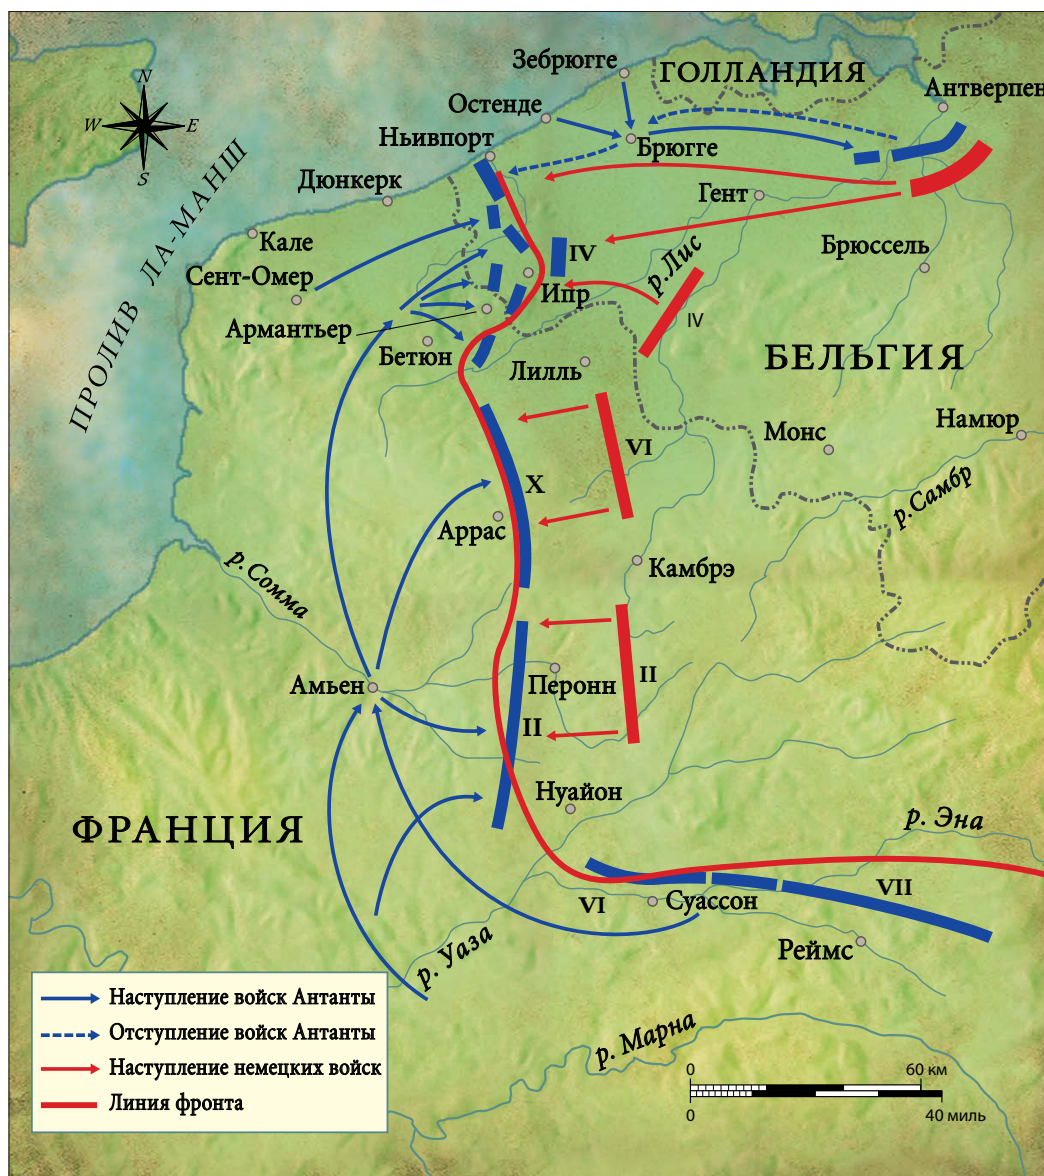 Зебрюгге
ГОЛЛАНДИЯ
Антверпен
Остенде
N
W
E
S
Ньивпорт
Брюгге
Дюнкерк
Гент
ПРОЛИВ ЛА-МАНШ
Кале
IV
р.Лис
Брюссель
Сент-Омер
Ипр
IV
Армантьер
Бетюн
Лилль
БЕЛЬГИЯ
Намюр
Монс
VI
X
р.Самбр
Аррас
р.Сомма
Камбрэ
Амьен
Перонн
II
II
Нуайон
ФРАНЦИЯ
р. Эна
VI
Суассон
VII
р. Уаза
Реймс
Наступление войск Антанты
Отступление войск Антанты
Наступление немецких войск
Линия фронта
р. Марна
0
60 км
0
40 миль